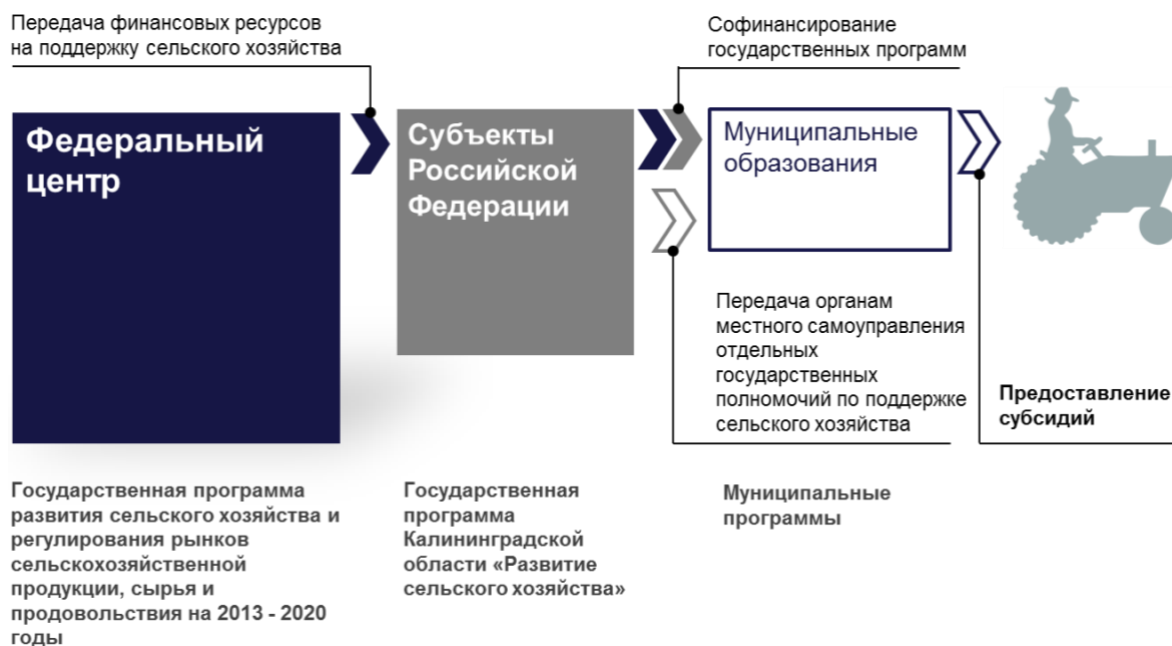 Передача финансовых ресурсов
на поддержку сельского хозяйства
Софинансирование
государственных программ
Федеральный
центр
Субъекты
Российской
Федерации
Муниципальные
образования
Передача органам
местного самоуправления
отдельных
государственных
полномочий по поддержке
сельского хозяйства
Предоставление
субсидий
Государственная программа
развития сельского хозяйства и
регулирования рынков
сельскохозяйственной
продукции, сырья и
продовольствия на 2013 - 2020
годы
Государственная
программа
Калининградской
области «Развитие
сельского хозяйства»
Муниципальные
программы